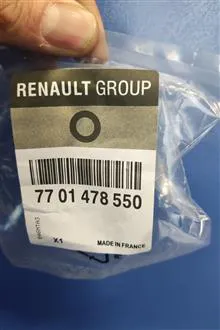 RENAULT GROUP
77 01 478 550
X1 MADE IN FRANCE